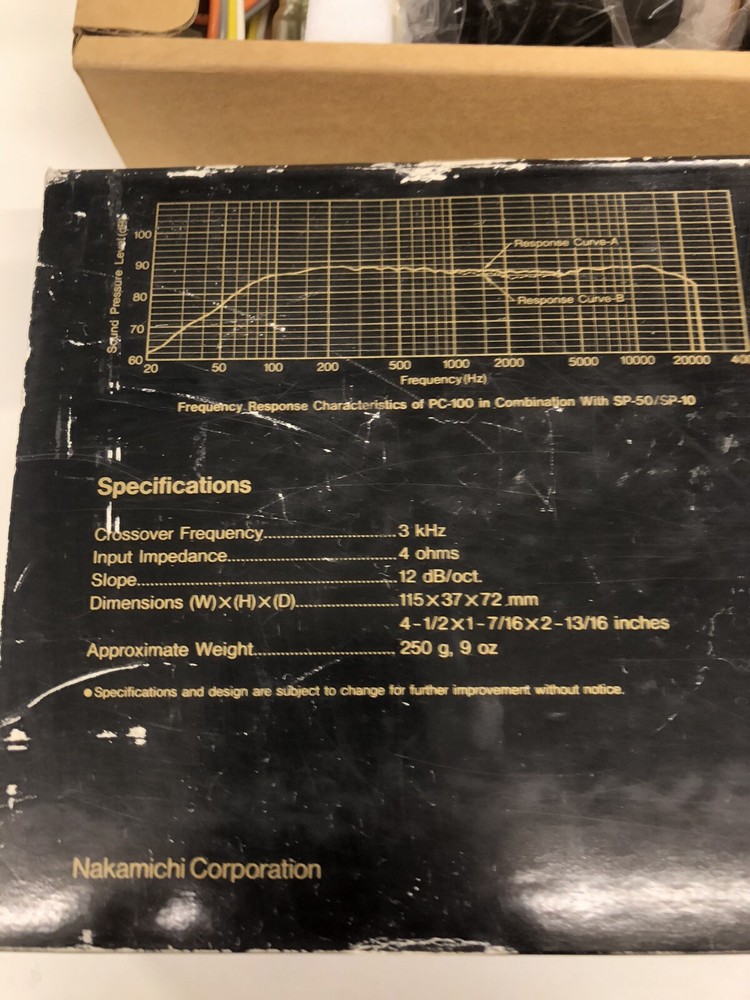 Sound Pressure Level (dB)
100
90
80
70
60
Response Curve-A
Response Curve-B
20 50 100 200 500 1000 2000 5000 10000 20000
Frequency (Hz)
Frequency Response Characteristics of PC-100 in Combination With SP-50/SP-10
Specifications
Crossover Frequency 3 kHz
Input Impedance 4 ohms
Slope 12 dB/oct.
Dimensions (W)×(H)×(D) 115×37×72 mm
4-1/2×1-7/16×2-13/16 inches
Approximate Weight 250 g, 9 oz
●Specifications and design are subject to change for further improvement without notice.
Nakamichi Corporation